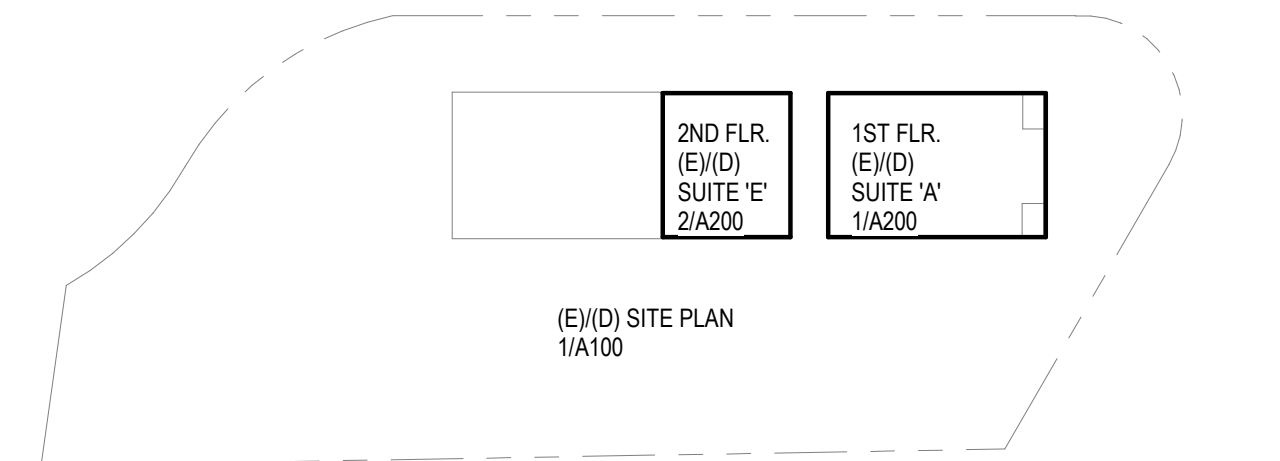 2ND FLR.
(E)/(D)
SUITE 'E'
2/A200
1ST FLR.
(E)/(D)
SUITE 'A'
1/A200
(E)/(D) SITE PLAN
1/A100